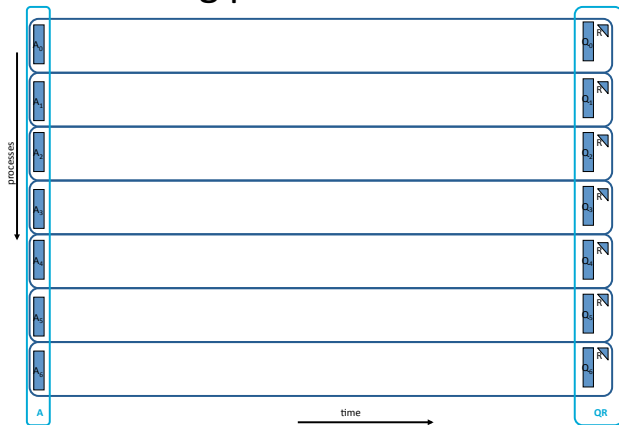 A₀ Q₀ R
A₁ Q₁ R
A₂ Q₂ R
processes
A₃ Q₃ R
A₄ Q₄ R
A₅ Q₅ R
A₆ Q₆ R
A time QR